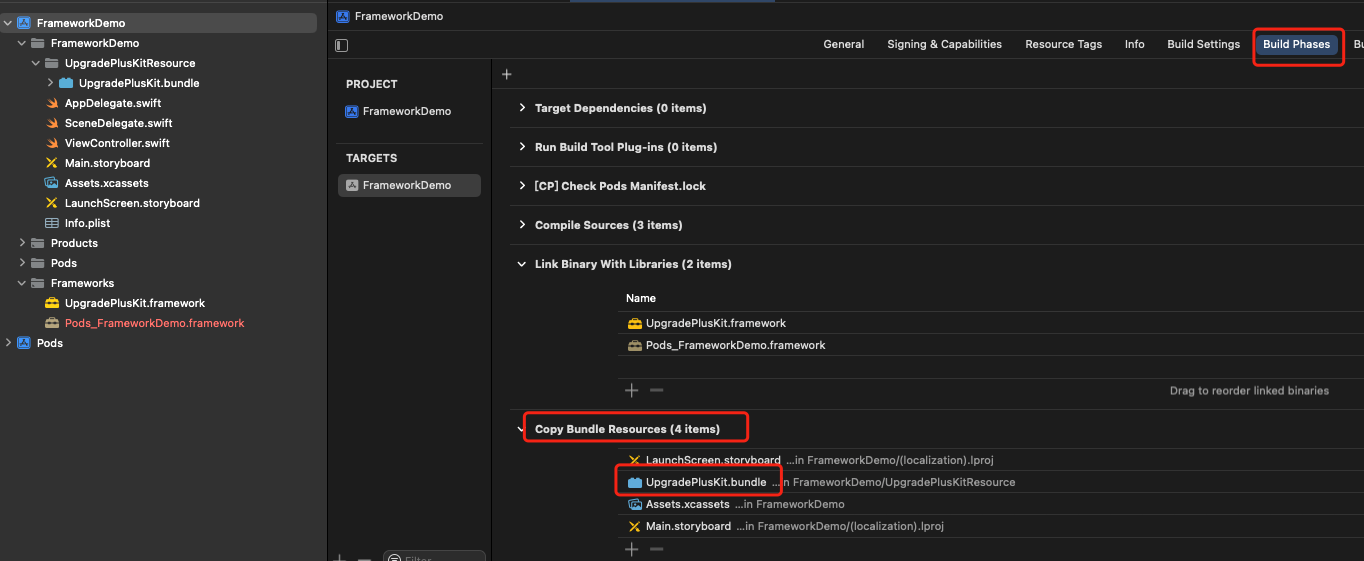 FrameworkDemo
FrameworkDemo
UpgradePlusKitResource
UpgradePlusKit.bundle
AppDelegate.swift
SceneDelegate.swift
ViewController.swift
Main.storyboard
Assets.xcassets
LaunchScreen.storyboard
Info.plist
Products
Pods
Frameworks
UpgradePlusKit.framework
Pods_FrameworkDemo.framework
Pods
FrameworkDemo
General Signing & Capabilities Resource Tags Info Build Settings Build Phases
PROJECT
FrameworkDemo
TARGETS
FrameworkDemo
Filter
Target Dependencies (0 items)
Run Build Tool Plug-ins (0 items)
[CP] Check Pods Manifest.lock
Compile Sources (3 items)
Link Binary With Libraries (2 items)
Name
UpgradePlusKit.framework
Pods_FrameworkDemo.framework
Drag to reorder linked binaries
Copy Bundle Resources (4 items)
LaunchScreen.storyboard ...in FrameworkDemo/(localization).lproj
UpgradePlusKit.bundle ...in FrameworkDemo/UpgradePlusKitResource
Assets.xcassets ...in FrameworkDemo
Main.storyboard ...in FrameworkDemo/(localization).lproj